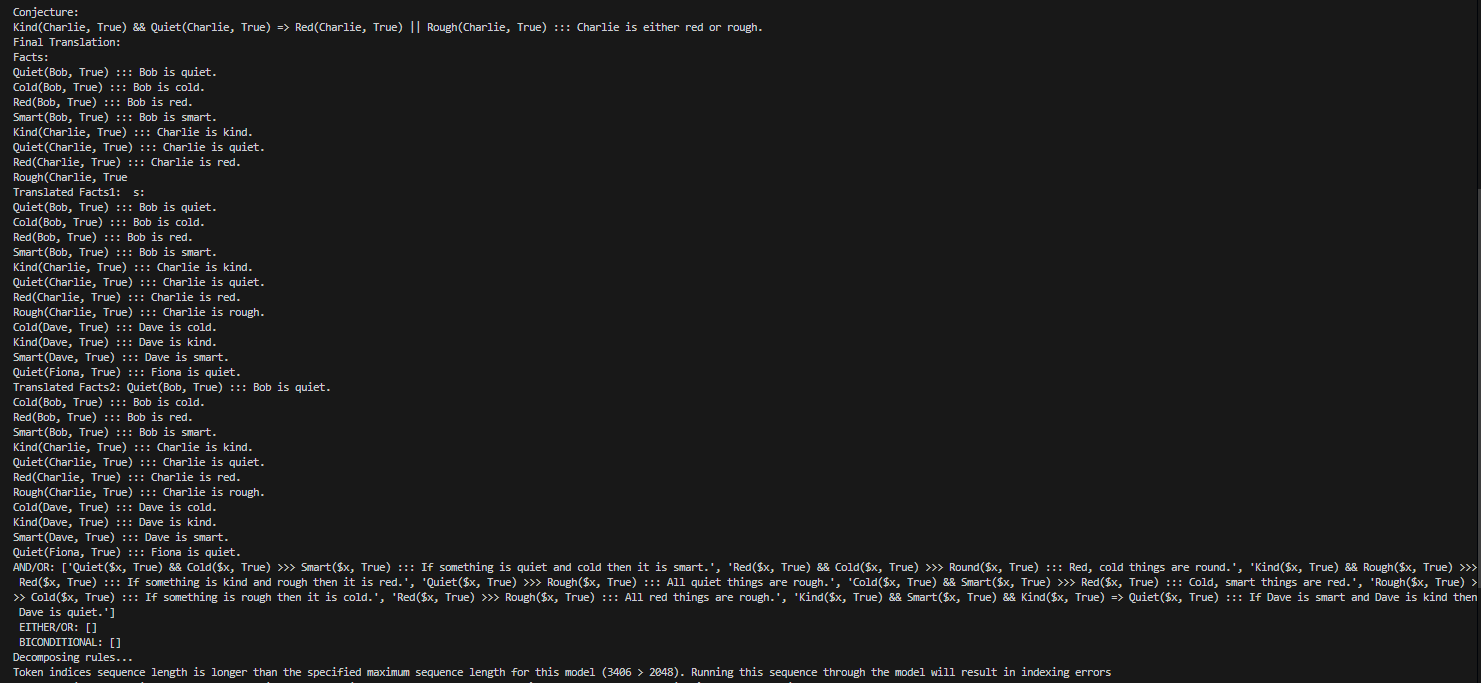 Conjecture:
Kind(Charlie, True) && Quiet(Charlie, True) => Red(Charlie, True) || Rough(Charlie, True) ::: Charlie is either red or rough.
Final Translation:
Facts:
Quiet(Bob, True) ::: Bob is quiet.
Cold(Bob, True) ::: Bob is cold.
Red(Bob, True) ::: Bob is red.
Smart(Bob, True) ::: Bob is smart.
Kind(Charlie, True) ::: Charlie is kind.
Quiet(Charlie, True) ::: Charlie is quiet.
Red(Charlie, True) ::: Charlie is red.
Rough(Charlie, True
Translated Facts1:  s:
Quiet(Bob, True) ::: Bob is quiet.
Cold(Bob, True) ::: Bob is cold.
Red(Bob, True) ::: Bob is red.
Smart(Bob, True) ::: Bob is smart.
Kind(Charlie, True) ::: Charlie is kind.
Quiet(Charlie, True) ::: Charlie is quiet.
Red(Charlie, True) ::: Charlie is red.
Rough(Charlie, True) ::: Charlie is rough.
Cold(Dave, True) ::: Dave is cold.
Kind(Dave, True) ::: Dave is kind.
Smart(Dave, True) ::: Dave is smart.
Quiet(Fiona, True) ::: Fiona is quiet.
Translated Facts2: Quiet(Bob, True) ::: Bob is quiet.
Cold(Bob, True) ::: Bob is cold.
Red(Bob, True) ::: Bob is red.
Smart(Bob, True) ::: Bob is smart.
Kind(Charlie, True) ::: Charlie is kind.
Quiet(Charlie, True) ::: Charlie is quiet.
Red(Charlie, True) ::: Charlie is red.
Rough(Charlie, True) ::: Charlie is rough.
Cold(Dave, True) ::: Dave is cold.
Kind(Dave, True) ::: Dave is kind.
Smart(Dave, True) ::: Dave is smart.
Quiet(Fiona, True) ::: Fiona is quiet.
AND/OR: ['Quiet($x, True) && Cold($x, True) >>> Smart($x, True) ::: If something is quiet and cold then it is smart.', 'Red($x, True) && Cold($x, True) >>> Round($x, True) ::: Red, cold things are round.', 'Kind($x, True) && Rough($x, True) >>>
Red($x, True) ::: If something is kind and rough then it is red.', 'Quiet($x, True) >>> Rough($x, True) ::: All quiet things are rough.', 'Cold($x, True) && Smart($x, True) >>> Red($x, True) ::: Cold, smart things are red.', 'Rough($x, True) >
>> Cold($x, True) ::: If something is rough then it is cold.', 'Red($x, True) >>> Rough($x, True) ::: All red things are rough.', 'Kind($x, True) && Smart($x, True) && Kind($x, True) => Quiet($x, True) ::: If Dave is smart and Dave is kind then
Dave is quiet.']
EITHER/OR: []
BICONDITIONAL: []
Decomposing rules...
Token indices sequence length is longer than the specified maximum sequence length for this model (3406 > 2048). Running this sequence through the model will result in indexing errors